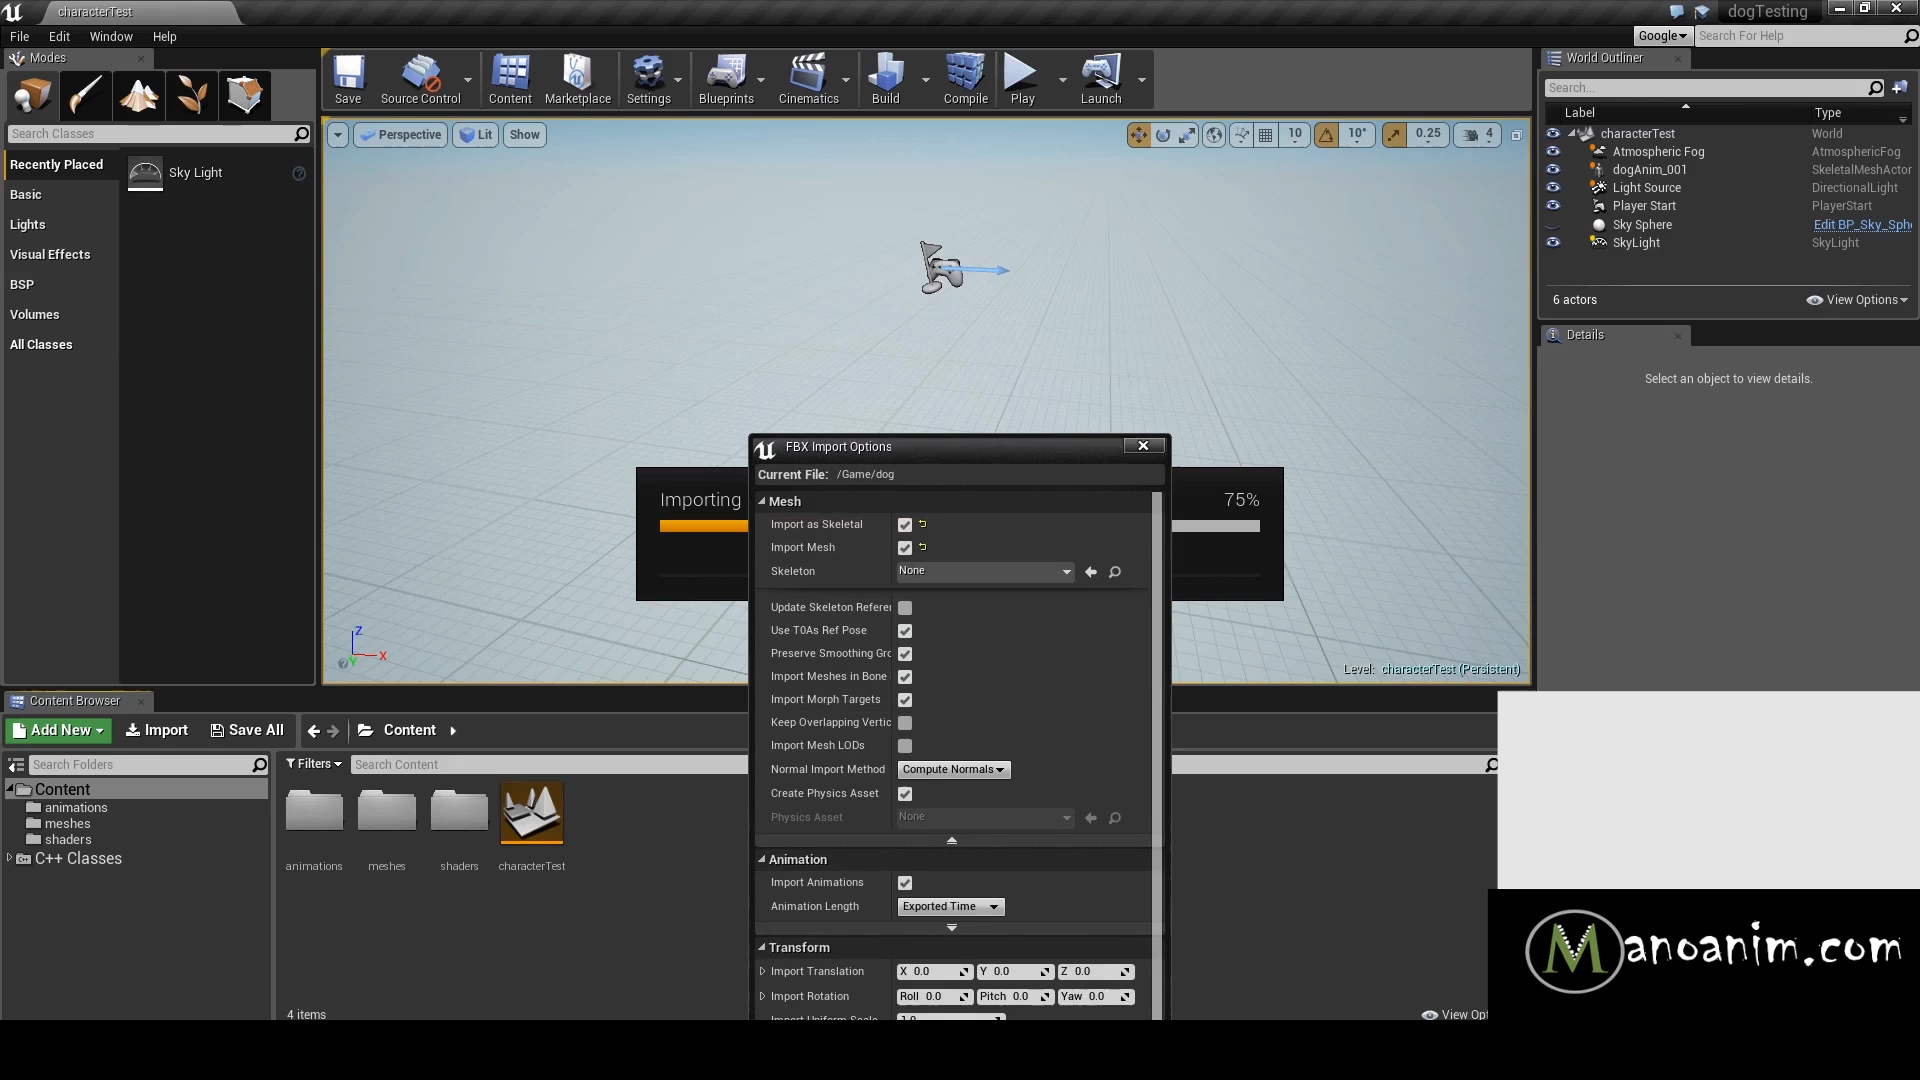 characterTest
dogTesting
File Edit Window Help
Google
Search For Help
Modes
Search Classes
Recently Placed
Basic
Lights
Visual Effects
BSP
Volumes
All Classes
Sky Light
Save
Source Control
Content
Marketplace
Settings
Blueprints
Cinematics
Build
Compile
Play
Launch
Perspective
Lit
Show
10
10°
0.25
4
World Outliner
Search...
Label Type
characterTest World
Atmospheric Fog AtmosphericFog
dogAnim_001 SkeletalMeshActor
Light Source DirectionalLight
Player Start PlayerStart
Sky Sphere Edit BP_Sky_Sph
SkyLight SkyLight
6 actors
View Options
Details
Select an object to view details.
Z
X
Y
Level: characterTest (Persistent)
Importing
75%
FBX Import Options
Current File: /Game/dog
Mesh
Import as Skeletal
Import Mesh
Skeleton None
Update Skeleton Referen
Use T0As Ref Pose
Preserve Smoothing Gro
Import Meshes in Bone
Import Morph Targets
Keep Overlapping Vertic
Import Mesh LODs
Normal Import Method Compute Normals
Create Physics Asset
Physics Asset None
Animation
Import Animations
Animation Length Exported Time
Transform
Import Translation X 0.0 Y 0.0 Z 0.0
Import Rotation Roll 0.0 Pitch 0.0 Yaw 0.0
Import Uniform Scale 1.0
Content Browser
Add New
Import
Save All
Content
Search Folders
Filters
Search Content
Content
animations
meshes
shaders
C++ Classes
animations
meshes
shaders
characterTest
4 items
View Opt
Manoanim.com